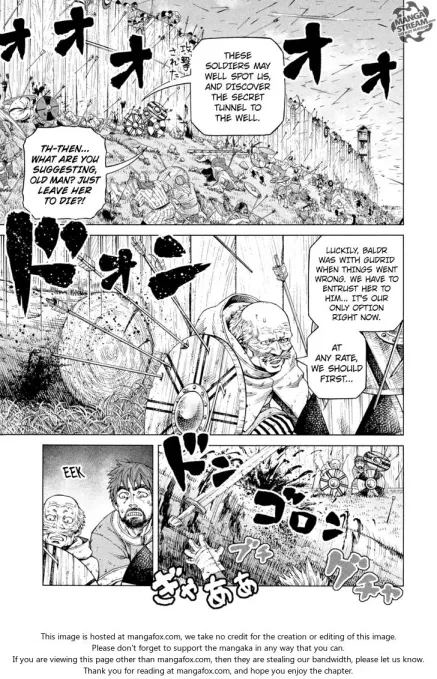 MANGA
STREAM
オオオオオ
THESE
SOLDIERS MAY
WELL SPOT US,
AND DISCOVER
THE SECRET
TUNNEL TO
THE WELL.
TH-THEN...
WHAT ARE YOU
SUGGESTING,
OLD MAN? JUST
LEAVE HER
TO DIE?!
ドォン
LUCKILY, BALDR
WAS WITH GUDRID
WHEN THINGS WENT
WRONG. WE HAVE TO
ENTRUST HER TO
HIM... IT'S OUR
ONLY OPTION
RIGHT NOW.
AT
ANY RATE,
WE SHOULD
FIRST...
EEK
ドン
ゴロン
ブチ
グチャ
ぎゃああ
This image is hosted at mangafox.com, we take no credit for the creation or editing of this image.
Please don't forget to support the mangaka in any way that you can.
If you are viewing this page other than mangafox.com, then they are stealing our bandwidth, please let us know.
Thank you for reading at mangafox.com, and hope you enjoy the chapter.